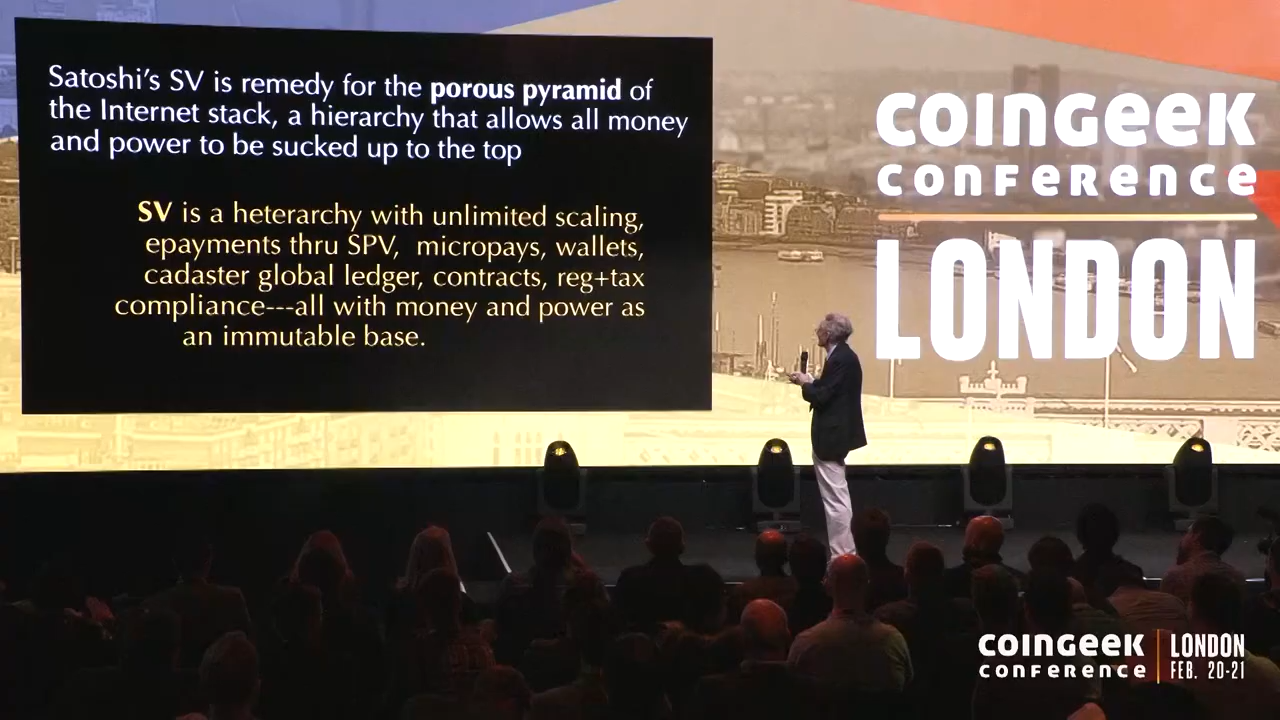 Satoshi's SV is remedy for the porous pyramid of
the Internet stack, a hierarchy that allows all money
and power to be sucked up to the top
SV is a heterarchy with unlimited scaling,
epayments thru SPV, micropays, wallets,
cadaster global ledger, contracts, reg+tax
compliance---all with money and power as
an immutable base.
COINGEEK
CONFERENCE
LONDON
COINGEEK
CONFERENCE
LONDON
FEB. 20-21